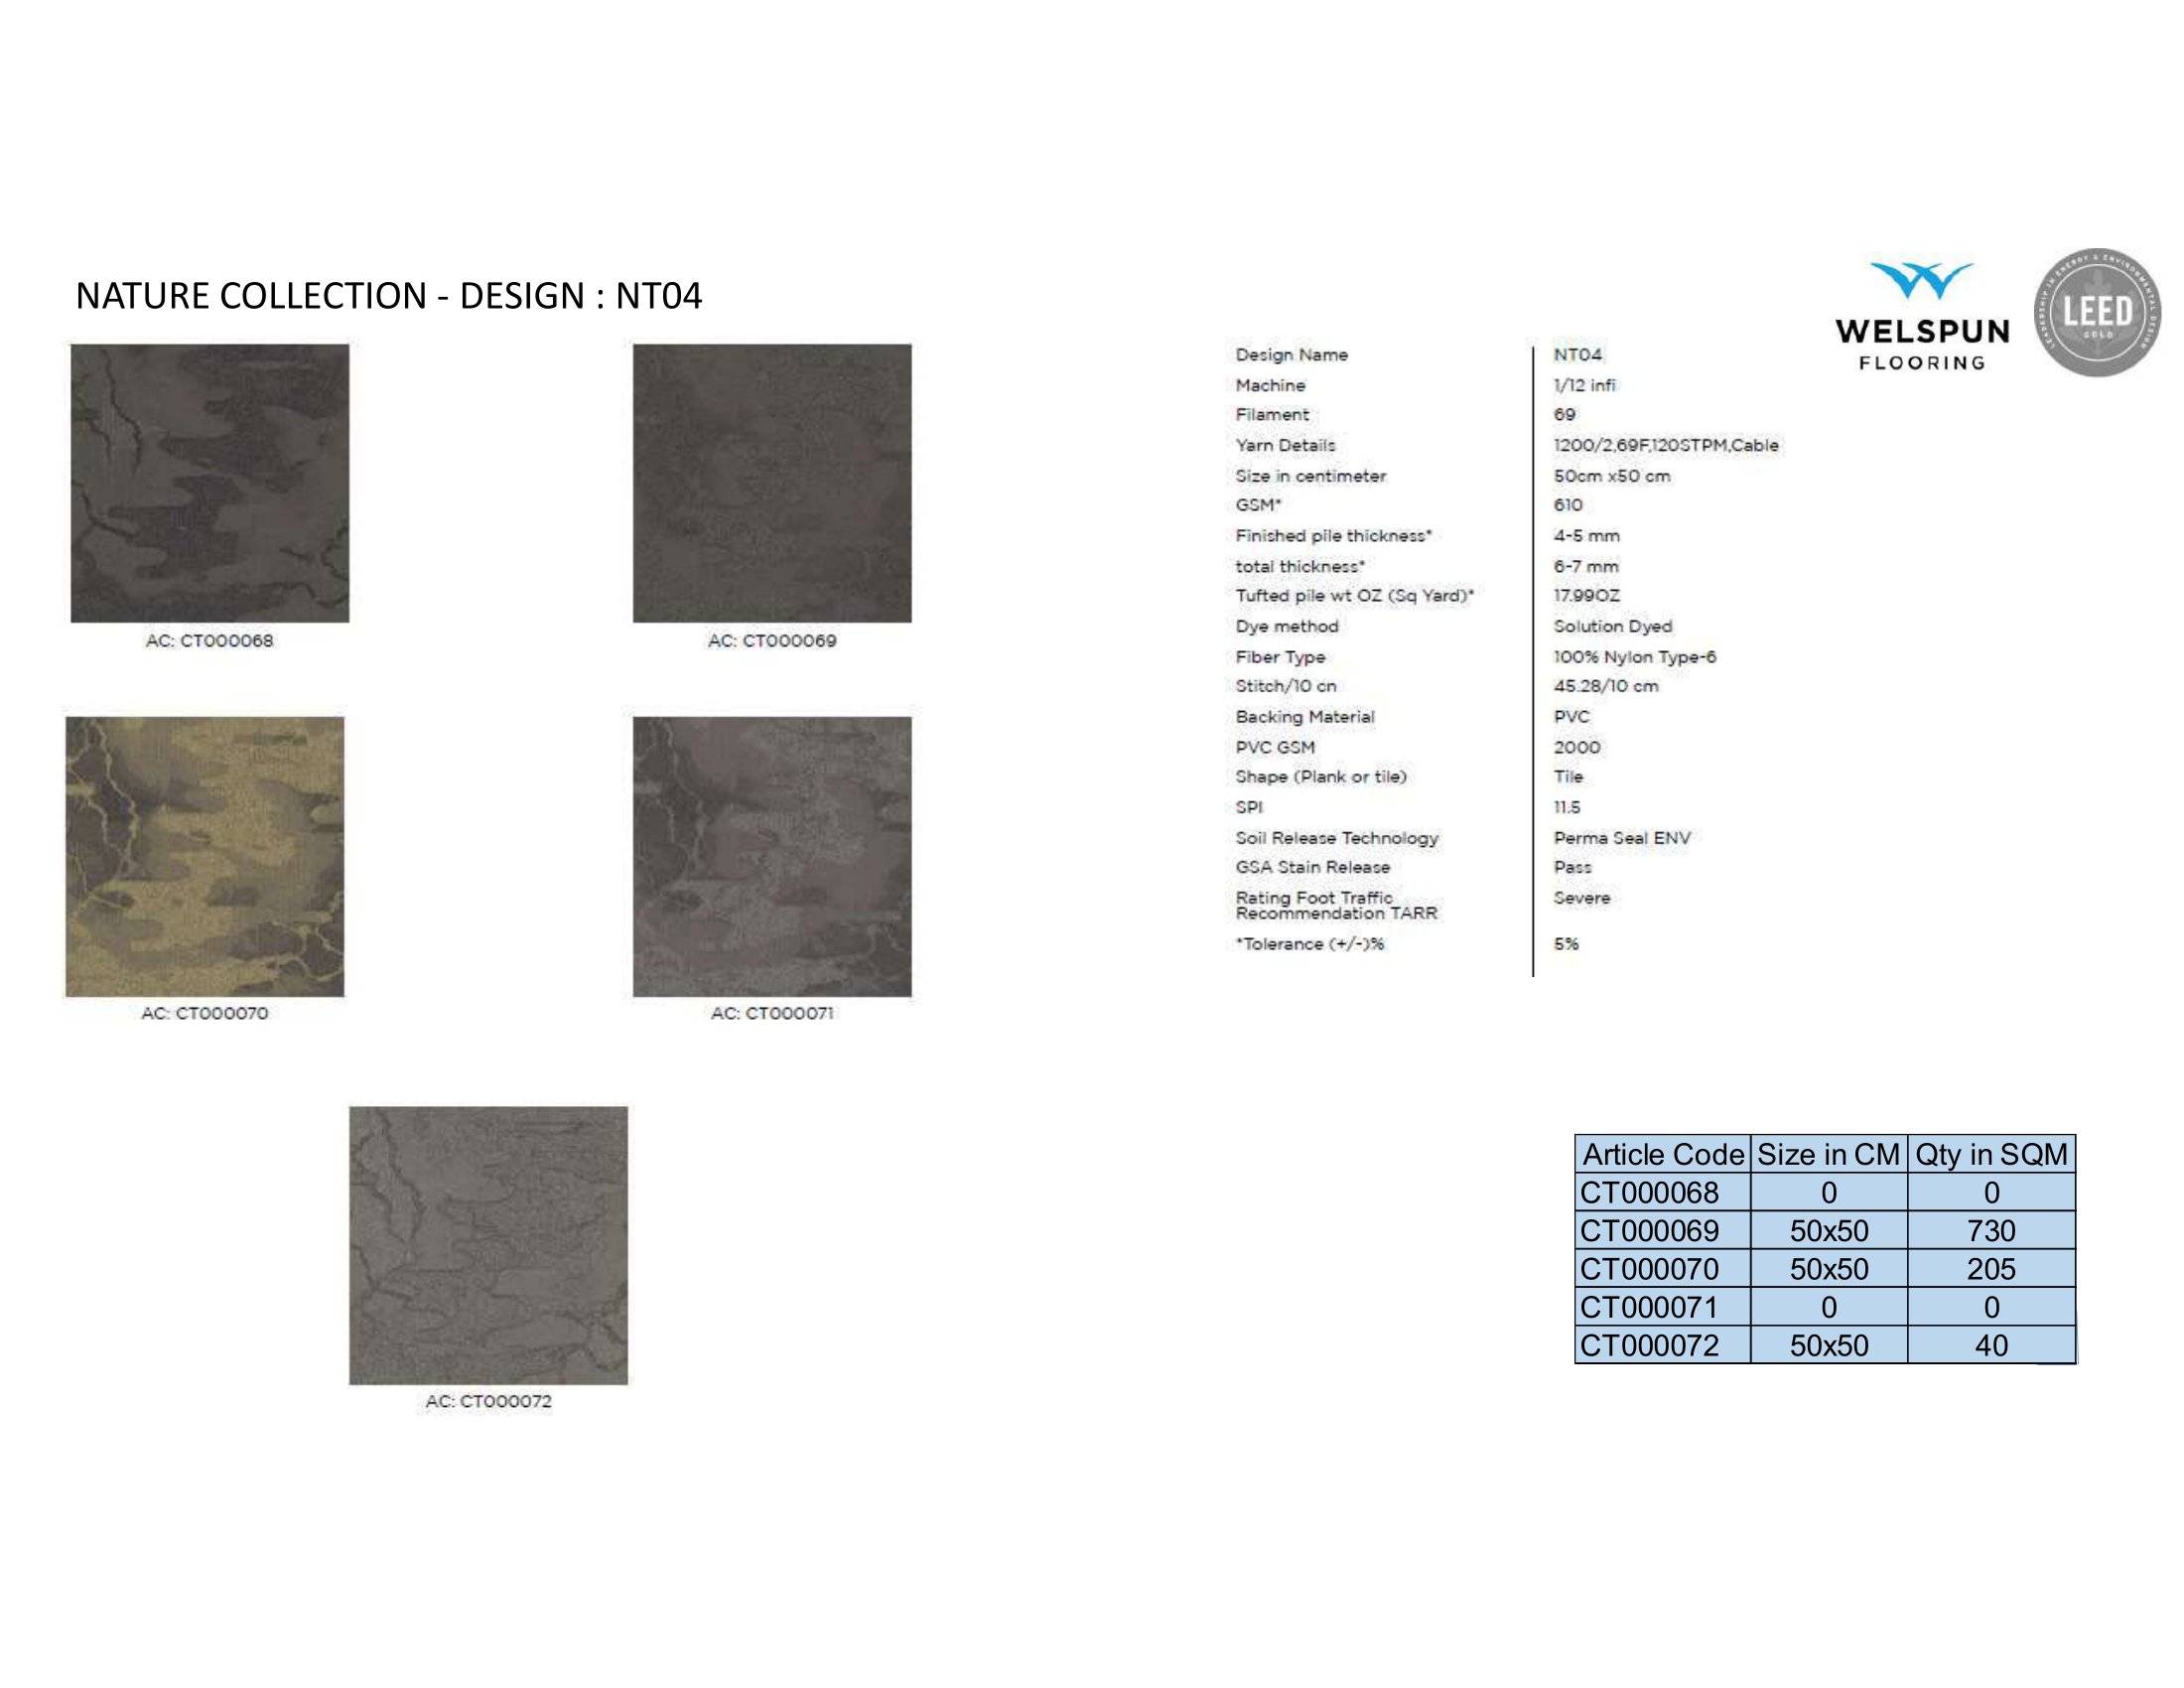 NATURE COLLECTION - DESIGN : NT04
AC: CT000068
AC: CT000069
AC: CT000070
AC: CT000071
AC: CT000072
WELSPUN
FLOORING
LEADERSHIP IN ENERGY & ENVIRONMENTAL DESIGN
LEED
GOLD
Design Name NT04
Machine 1/12 infi
Filament 69
Yarn Details 1200/2,69F,120STPM,Cable
Size in centimeter 50cm x50 cm
GSM* 610
Finished pile thickness* 4-5 mm
total thickness* 6-7 mm
Tufted pile wt OZ (Sq Yard)* 17.99OZ
Dye method Solution Dyed
Fiber Type 100% Nylon Type-6
Stitch/10 cn 45.28/10 cm
Backing Material PVC
PVC GSM 2000
Shape (Plank or tile) Tile
SPI 11.5
Soil Release Technology Perma Seal ENV
GSA Stain Release Pass
Rating Foot Traffic Severe
Recommendation TARR
*Tolerance (+/-)% 5%
Article Code Size in CM Qty in SQM
CT000068 0 0
CT000069 50x50 730
CT000070 50x50 205
CT000071 0 0
CT000072 50x50 40